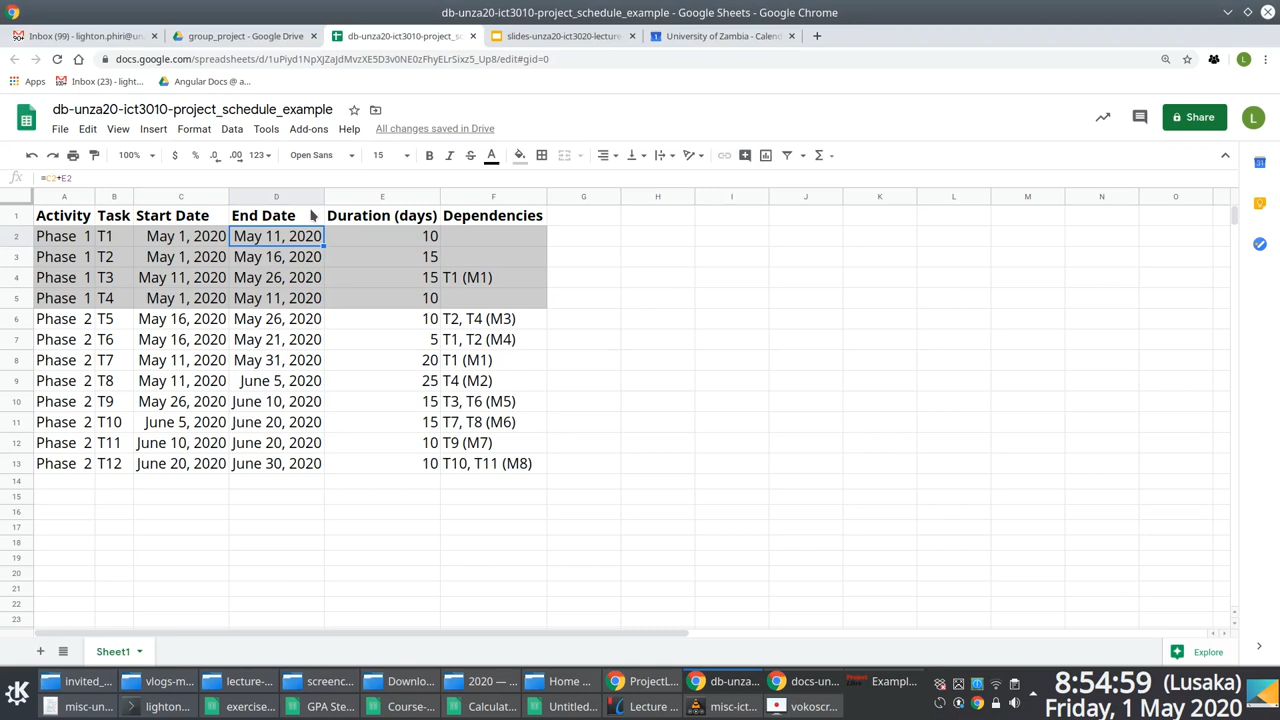 db-unza20-ict3010-project_schedule_example - Google Sheets - Google Chrome
Inbox (99) - lighton.phiri@un
group_project - Google Drive
db-unza20-ict3010-project_s
slides-unza20-ict3020-lecture-
University of Zambia - Calend
docs.google.com/spreadsheets/d/1uPiyd1NpXJZaJdMvzXE5D3v0NE0zFhyELrSixz5_Up8/edit#gid=0
L
Apps
Inbox (23) - light...
Angular Docs @ a...
db-unza20-ict3010-project_schedule_example
File Edit View Insert Format Data Tools Add-ons Help All changes saved in Drive
Share
L
100% $ % .0 .00 123 Open Sans 15 B I S A Σ
31
fx =C2+E2
A B C D E F G H I J K L M N O
1 Activity Task Start Date End Date Duration (days) Dependencies
2 Phase 1 T1 May 1, 2020 May 11, 2020 10
3 Phase 1 T2 May 1, 2020 May 16, 2020 15
4 Phase 1 T3 May 11, 2020 May 26, 2020 15 T1 (M1)
5 Phase 1 T4 May 1, 2020 May 11, 2020 10
6 Phase 2 T5 May 16, 2020 May 26, 2020 10 T2, T4 (M3)
7 Phase 2 T6 May 16, 2020 May 21, 2020 5 T1, T2 (M4)
8 Phase 2 T7 May 11, 2020 May 31, 2020 20 T1 (M1)
9 Phase 2 T8 May 11, 2020 June 5, 2020 25 T4 (M2)
10 Phase 2 T9 May 26, 2020 June 10, 2020 15 T3, T6 (M5)
11 Phase 2 T10 June 5, 2020 June 20, 2020 15 T7, T8 (M6)
12 Phase 2 T11 June 10, 2020 June 20, 2020 10 T9 (M7)
13 Phase 2 T12 June 20, 2020 June 30, 2020 10 T10, T11 (M8)
14
15
16
17
18
19
20
21
22
23
Sheet1
Explore
invited_... vlogs-m... lecture-... screenc... Downlo... 2020 —... Home ... ProjectL... db-unza... docs-un... Exampl...
misc-un... lighton... exercise... GPA Ste... Course-... Calculat... Untitled... Lecture ... misc-ict... vokoscr...
8:54:59 (Lusaka)
Friday, 1 May 2020